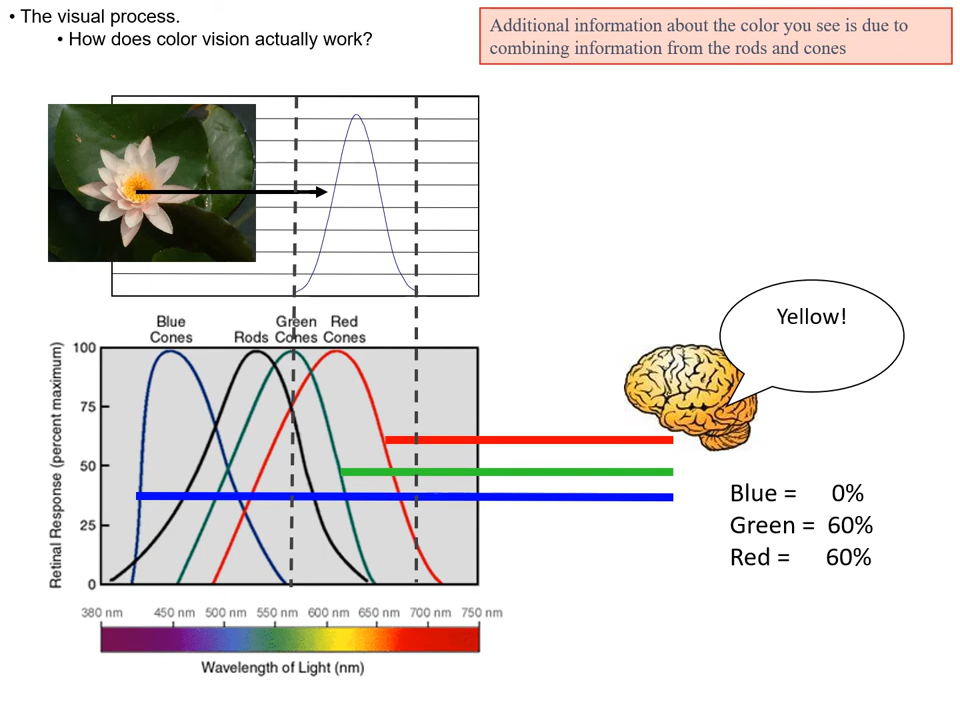 • The visual process.
• How does color vision actually work?
Additional information about the color you see is due to
combining information from the rods and cones
Blue
Cones
Rods
Green
Cones
Red
Cones
Yellow!
Retinal Response (percent maximum)
100
75
50
25
0
Blue = 0%
Green = 60%
Red = 60%
380 nm 450 nm 500 nm 550 nm 600 nm 650 nm 700 nm 750 nm
Wavelength of Light (nm)